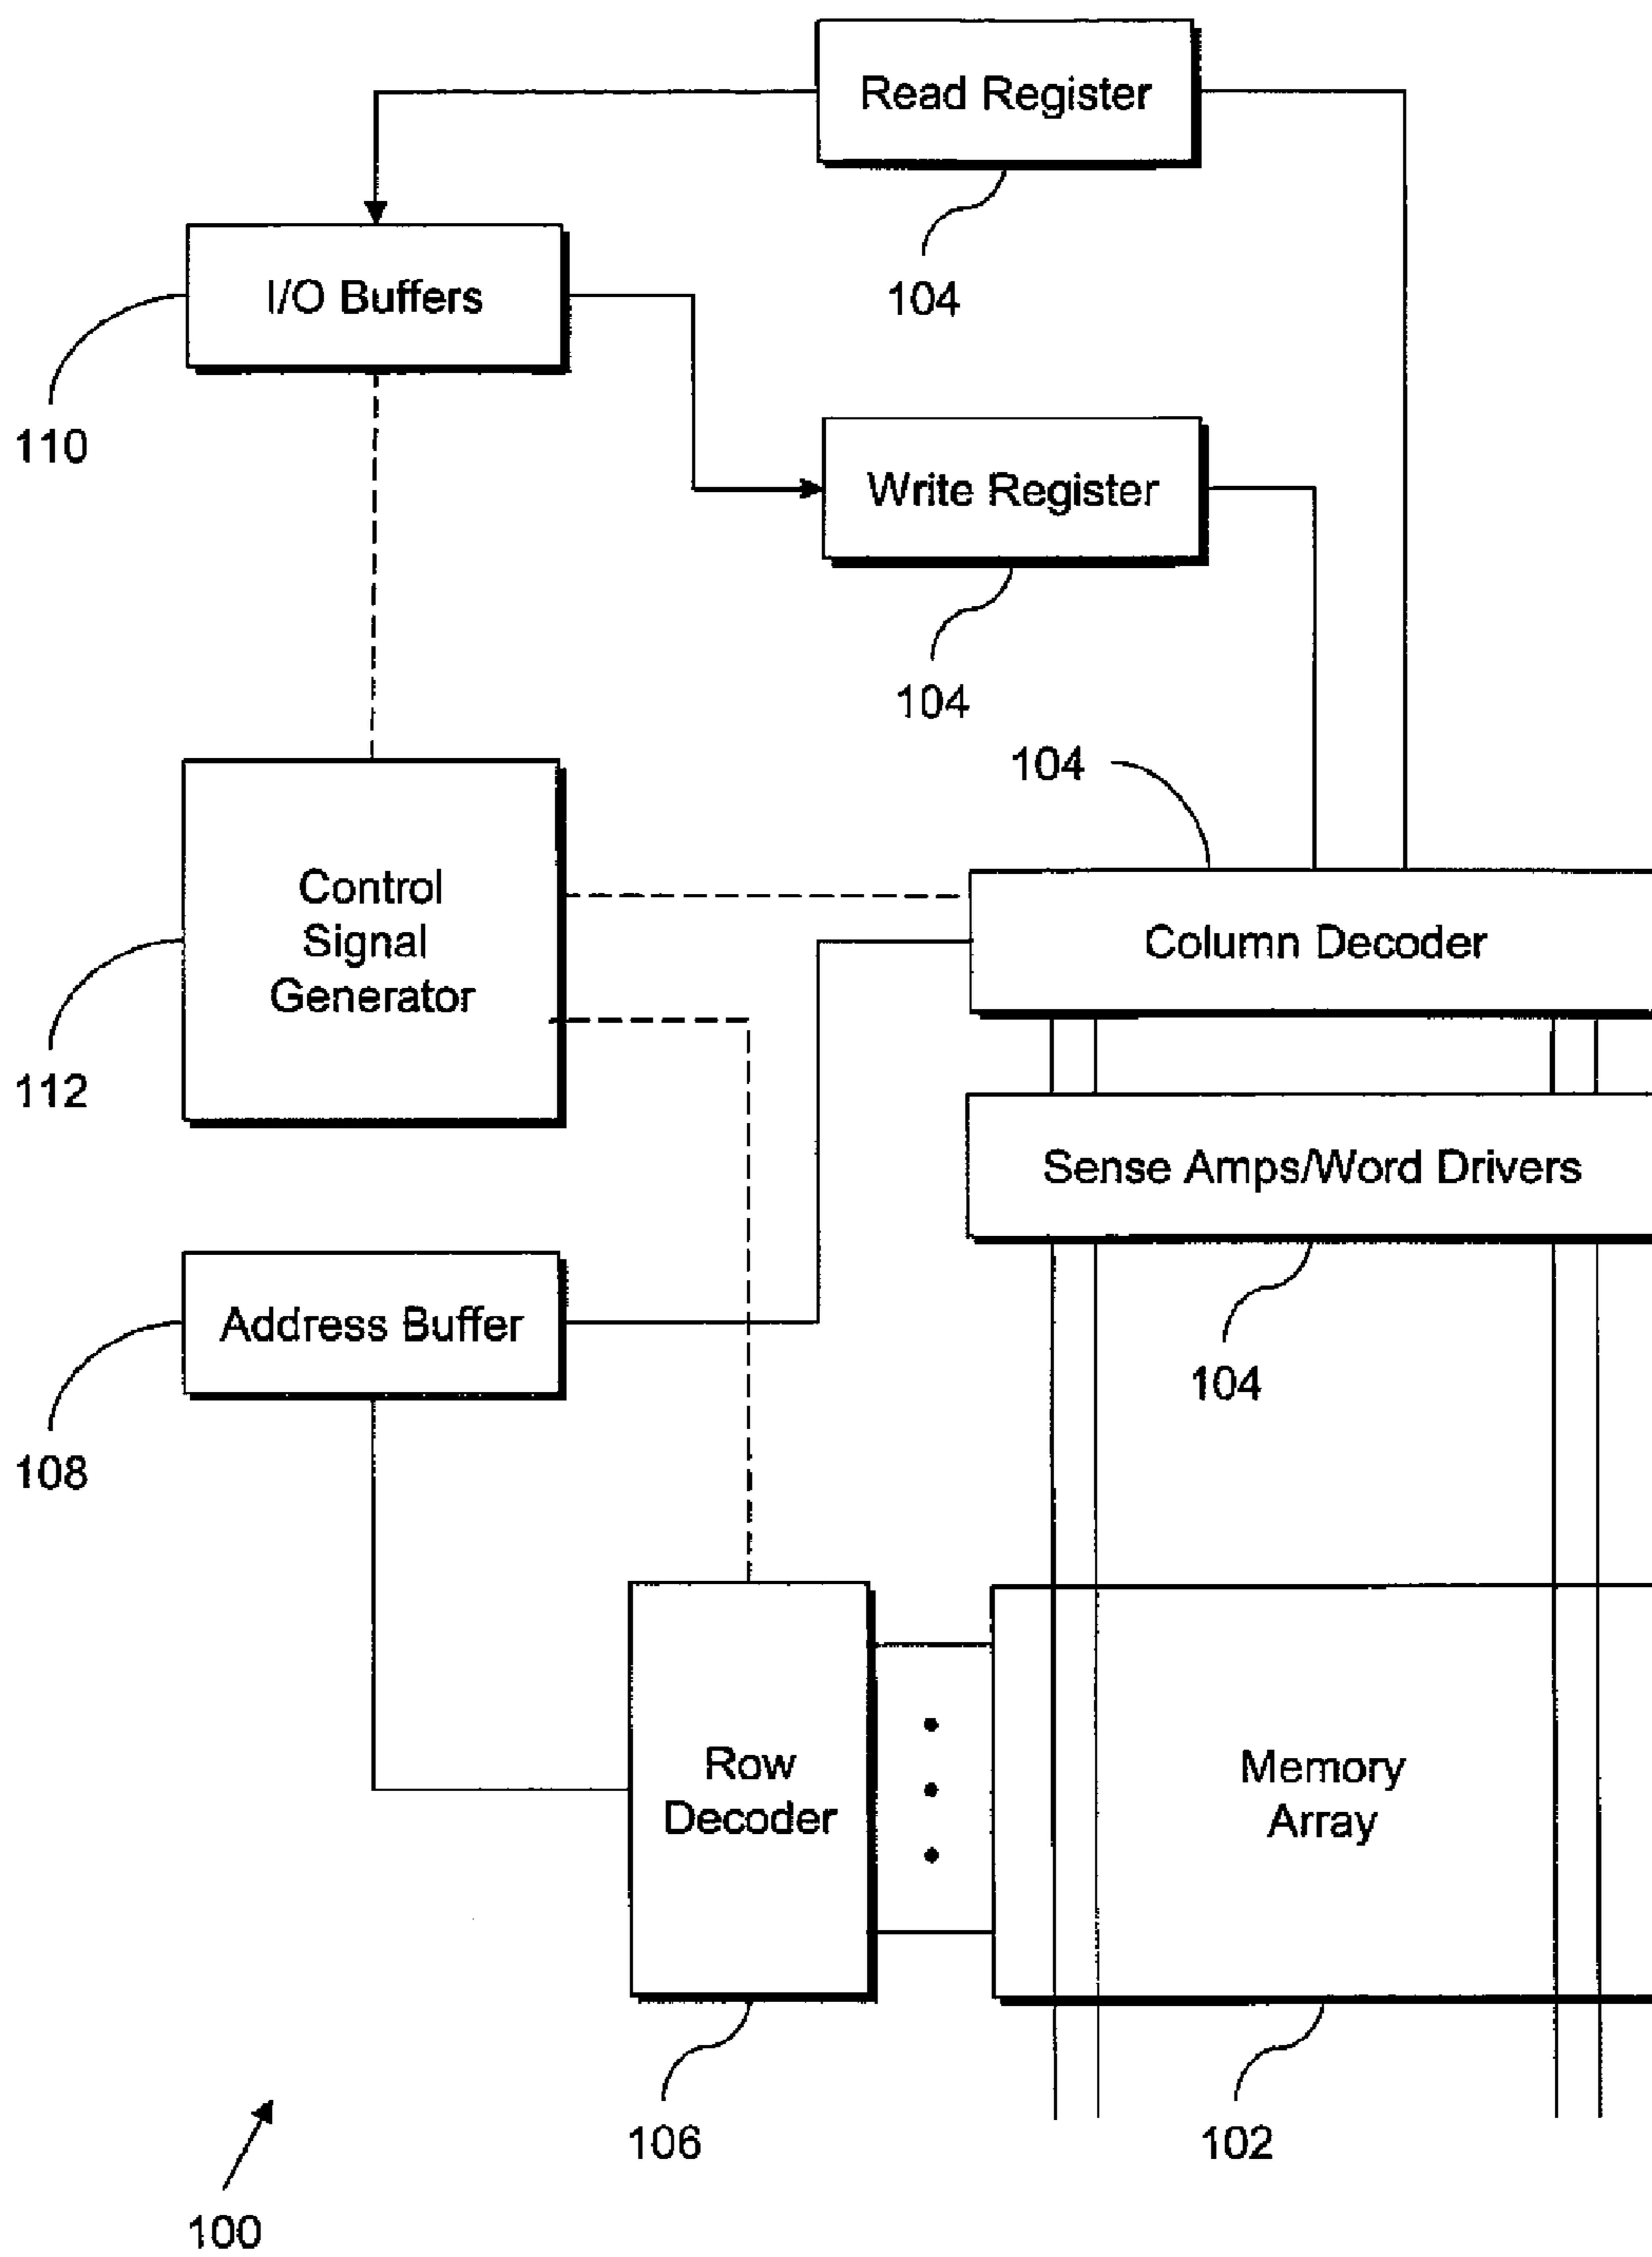 Read Register
104
I/O Buffers
110
Write Register
104
104
Control
Signal
Generator
112
Column Decoder
Sense Amps/Word Drivers
104
Address Buffer
108
Row
Decoder
106
Memory
Array
102
100